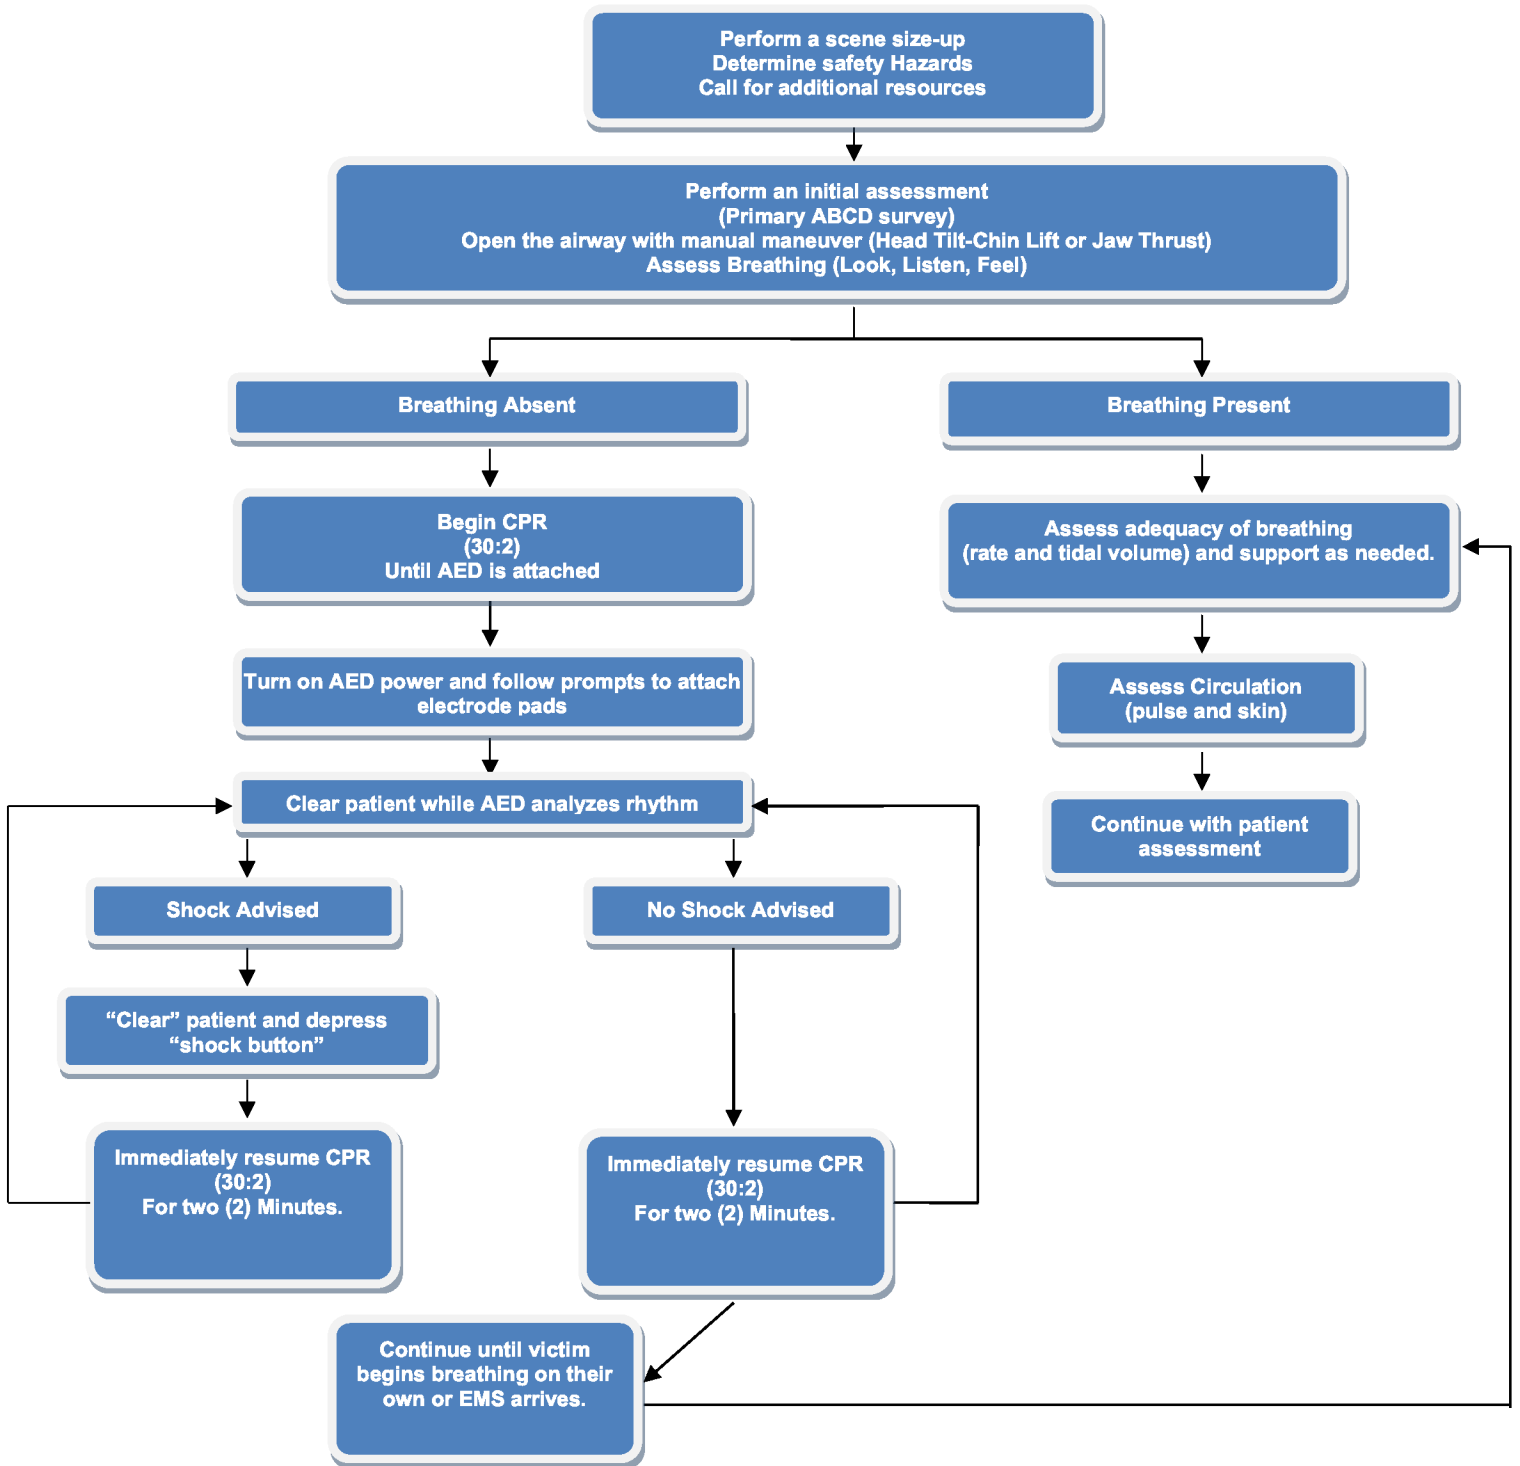 Perform a scene size-up
Determine safety Hazards
Call for additional resources
Perform an initial assessment
(Primary ABCD survey)
Open the airway with manual maneuver (Head Tilt-Chin Lift or Jaw Thrust)
Assess Breathing (Look, Listen, Feel)
Breathing Absent
Breathing Present
Begin CPR
(30:2)
Until AED is attached
Assess adequacy of breathing
(rate and tidal volume) and support as needed.
Turn on AED power and follow prompts to attach
electrode pads
Assess Circulation
(pulse and skin)
Clear patient while AED analyzes rhythm
Continue with patient
assessment
Shock Advised
No Shock Advised
“Clear” patient and depress
“shock button”
Immediately resume CPR
(30:2)
For two (2) Minutes.
Immediately resume CPR
(30:2)
For two (2) Minutes.
Continue until victim
begins breathing on their
own or EMS arrives.